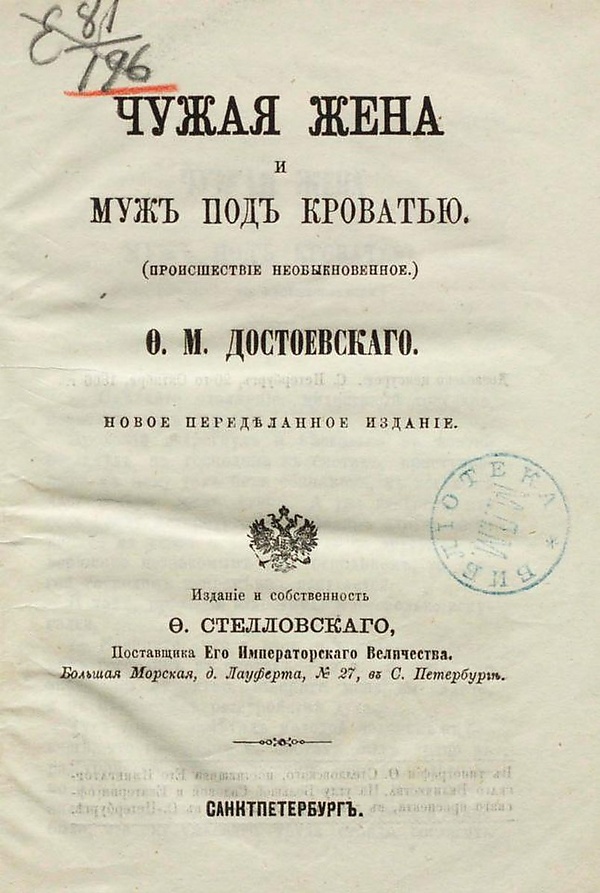 81
196
ЧУЖАЯ ЖЕНА
И
МУЖЪ ПОДЪ КРОВАТЬЮ.
(ПРОИСШЕСТВІЕ НЕОБЫКНОВЕННОЕ.)
Ѳ. М. ДОСТОЕВСКАГО.
НОВОЕ ПЕРЕДѢЛАННОЕ ИЗДАНІЕ.
БИБЛІОТЕКА *
Изданіе и собственность
Ѳ. СТЕЛЛОВСКАГО,
Поставщика Его Императорскаго Величества.
Большая Морская, д. Лауферта, № 27, въ С. Петербургѣ.
САНКТПЕТЕРБУРГЪ.